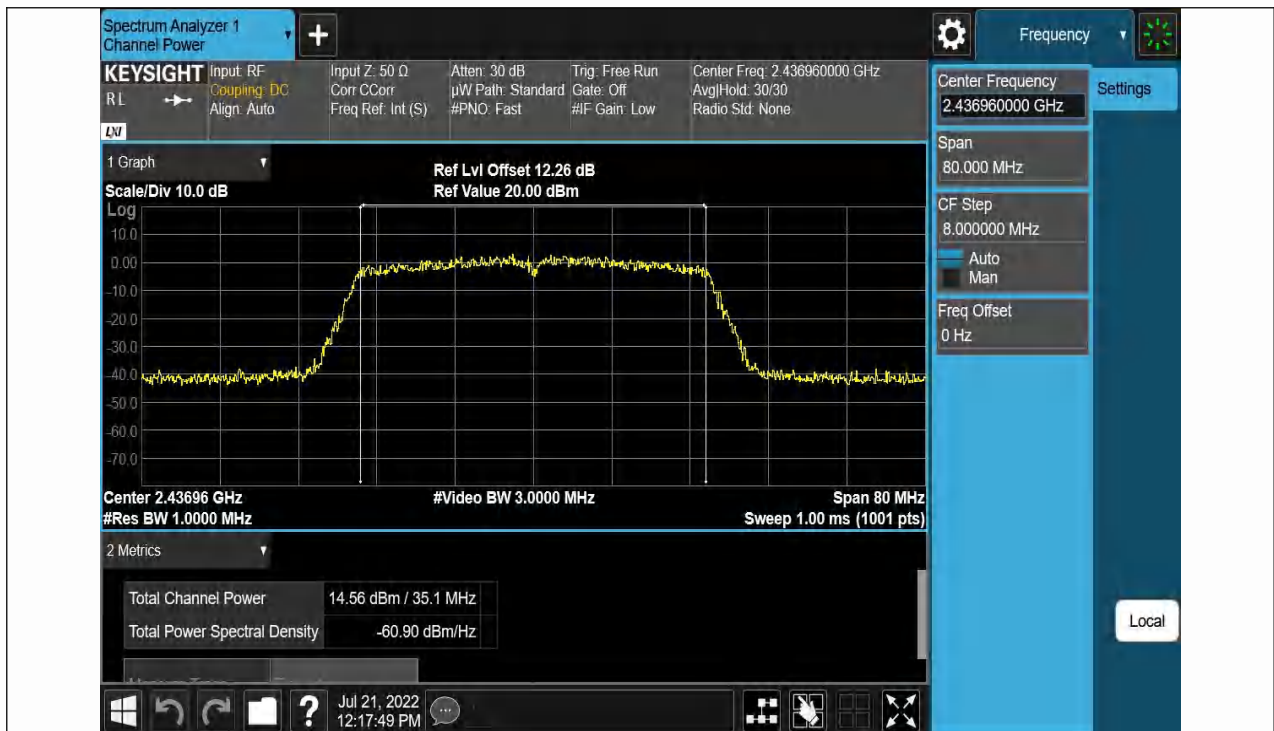 Spectrum Analyzer 1
Channel Power
+
Frequency
KEYSIGHT
R L
LXI
Input: RF
Coupling: DC
Align: Auto
Input Z: 50 Ω
Corr CCorr
Freq Ref: Int (S)
Atten: 30 dB
µW Path: Standard
#PNO: Fast
Trig: Free Run
Gate: Off
#IF Gain: Low
Center Freq: 2.436960000 GHz
Avg|Hold: 30/30
Radio Std: None
Center Frequency
2.436960000 GHz
Settings
Span
80.000 MHz
CF Step
8.000000 MHz
Auto
Man
Freq Offset
0 Hz
1 Graph
Scale/Div 10.0 dB
Ref Lvl Offset 12.26 dB
Ref Value 20.00 dBm
Log
10.0
0.00
-10.0
-20.0
-30.0
-40.0
-50.0
-60.0
-70.0
Center 2.43696 GHz
#Res BW 1.0000 MHz
#Video BW 3.0000 MHz
Span 80 MHz
Sweep 1.00 ms (1001 pts)
2 Metrics
Total Channel Power 14.56 dBm / 35.1 MHz
Total Power Spectral Density -60.90 dBm/Hz
Local
?
Jul 21, 2022
12:17:49 PM